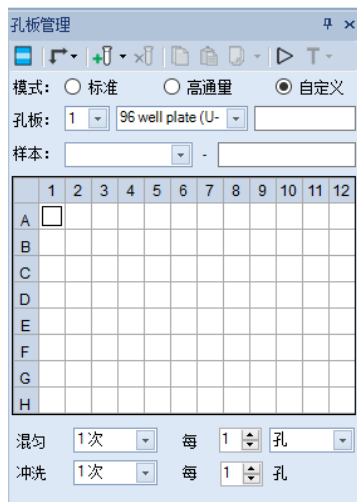 孔板管理
模式: 标准 高通量 自定义
孔板: 1 96 well plate (U-
样本: -
1 2 3 4 5 6 7 8 9 10 11 12
A
B
C
D
E
F
G
H
混匀 1次 每 1 孔
冲洗 1次 每 1 孔